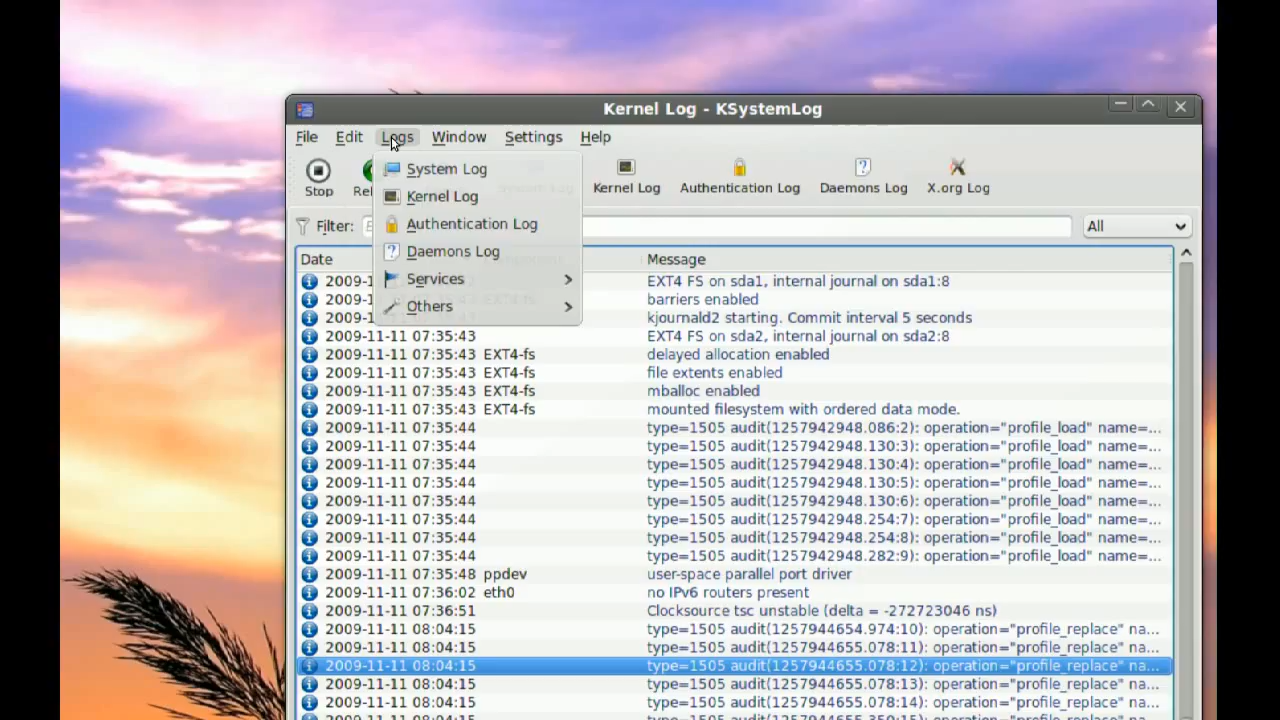 Kernel Log - KSystemLog
File Edit Logs Window Settings Help
Stop Kernel Log Authentication Log Daemons Log X.org Log
System Log
Kernel Log
Authentication Log
Daemons Log
Services
Others
Filter: All
Date Message
2009-1 EXT4 FS on sda1, internal journal on sda1:8
2009-1 barriers enabled
2009-1 kjournald2 starting. Commit interval 5 seconds
2009-11-11 07:35:43 EXT4 FS on sda2, internal journal on sda2:8
2009-11-11 07:35:43 EXT4-fs delayed allocation enabled
2009-11-11 07:35:43 EXT4-fs file extents enabled
2009-11-11 07:35:43 EXT4-fs mballoc enabled
2009-11-11 07:35:43 EXT4-fs mounted filesystem with ordered data mode.
2009-11-11 07:35:44 type=1505 audit(1257942948.086:2): operation="profile_load" name=...
2009-11-11 07:35:44 type=1505 audit(1257942948.130:3): operation="profile_load" name=...
2009-11-11 07:35:44 type=1505 audit(1257942948.130:4): operation="profile_load" name=...
2009-11-11 07:35:44 type=1505 audit(1257942948.130:5): operation="profile_load" name=...
2009-11-11 07:35:44 type=1505 audit(1257942948.130:6): operation="profile_load" name=...
2009-11-11 07:35:44 type=1505 audit(1257942948.254:7): operation="profile_load" name=...
2009-11-11 07:35:44 type=1505 audit(1257942948.254:8): operation="profile_load" name=...
2009-11-11 07:35:44 type=1505 audit(1257942948.282:9): operation="profile_load" name=...
2009-11-11 07:35:48 ppdev user-space parallel port driver
2009-11-11 07:36:02 eth0 no IPv6 routers present
2009-11-11 07:36:51 Clocksource tsc unstable (delta = -272723046 ns)
2009-11-11 08:04:15 type=1505 audit(1257944654.974:10): operation="profile_replace" na...
2009-11-11 08:04:15 type=1505 audit(1257944655.078:11): operation="profile_replace" na...
2009-11-11 08:04:15 type=1505 audit(1257944655.078:12): operation="profile_replace" na...
2009-11-11 08:04:15 type=1505 audit(1257944655.078:13): operation="profile_replace" na...
2009-11-11 08:04:15 type=1505 audit(1257944655.078:14): operation="profile_replace" na...